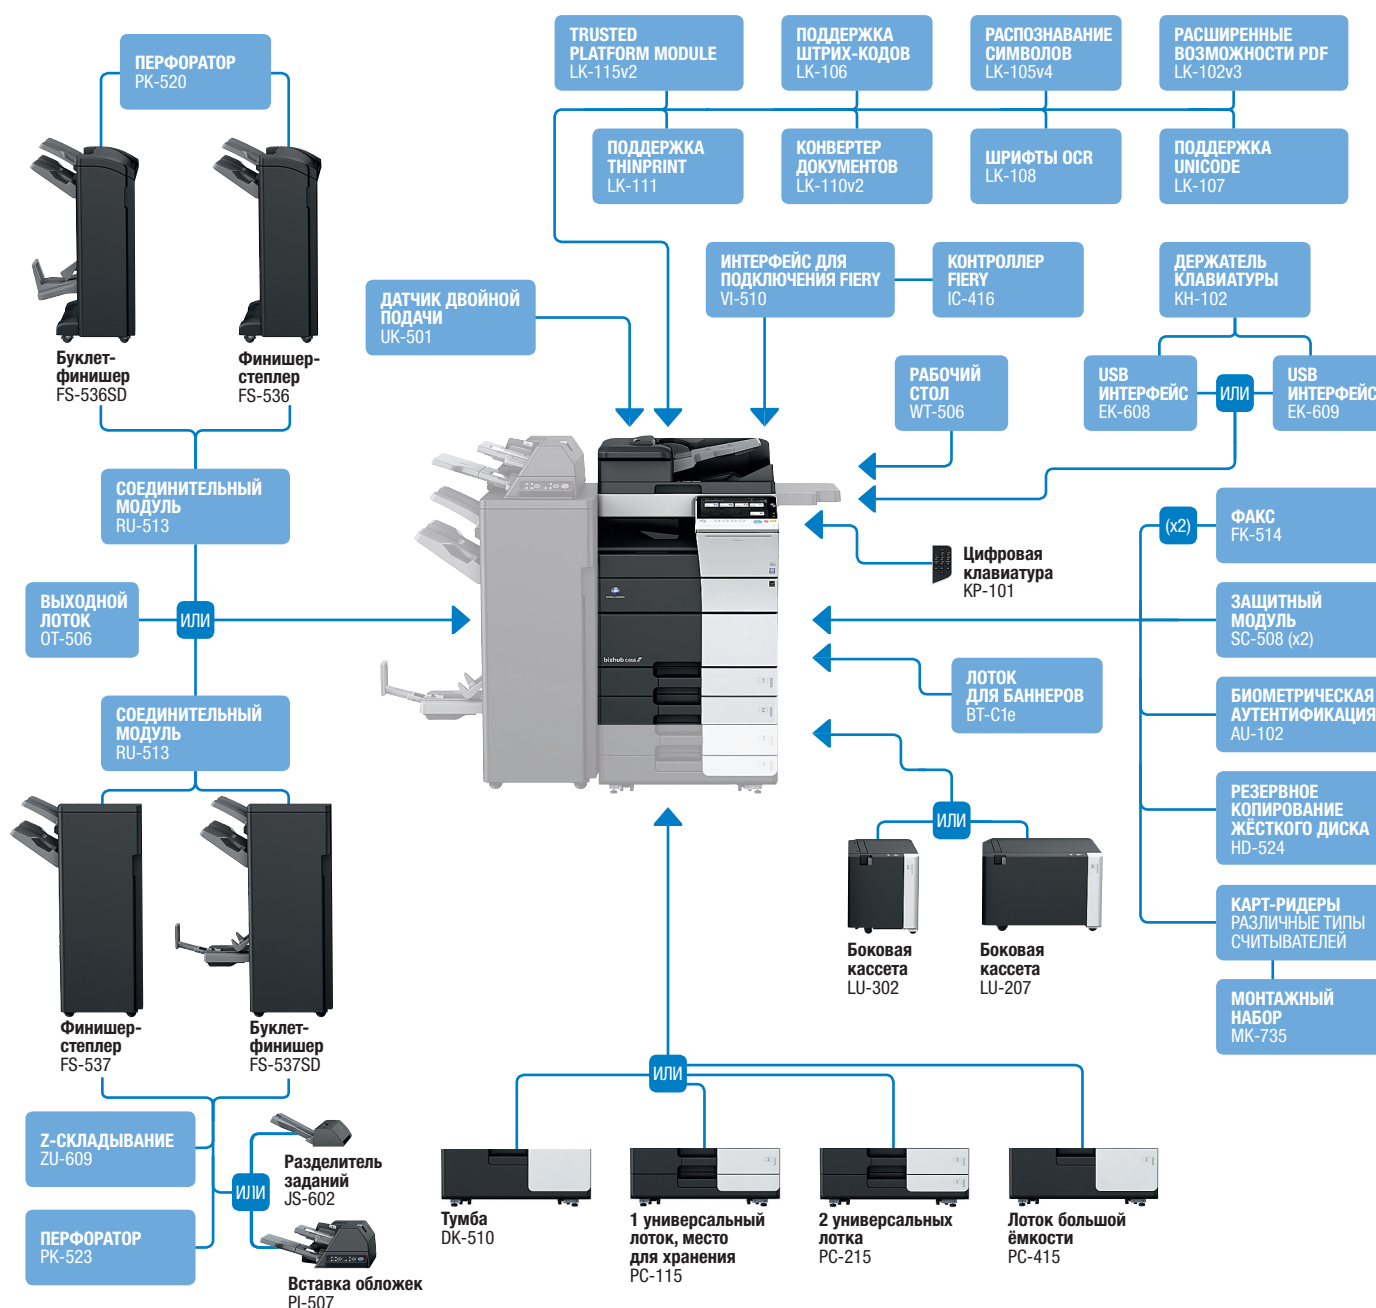 ПЕРФОРАТОР
PK-520
TRUSTED
PLATFORM MODULE
LK-115v2
ПОДДЕРЖКА
ШТРИХ-КОДОВ
LK-106
РАСПОЗНАВАНИЕ
СИМВОЛОВ
LK-105v4
РАСШИРЕННЫЕ
ВОЗМОЖНОСТИ PDF
LK-102v3
ПОДДЕРЖКА
THINPRINT
LK-111
КОНВЕРТЕР
ДОКУМЕНТОВ
LK-110v2
ШРИФТЫ OCR
LK-108
ПОДДЕРЖКА
UNICODE
LK-107
Буклет-
финишер
FS-536SD
Финишер-
степлер
FS-536
ДАТЧИК ДВОЙНОЙ
ПОДАЧИ
UK-501
ИНТЕРФЕЙС ДЛЯ
ПОДКЛЮЧЕНИЯ FIERY
VI-510
КОНТРОЛЛЕР
FIERY
IC-416
ДЕРЖАТЕЛЬ
КЛАВИАТУРЫ
KH-102
РАБОЧИЙ
СТОЛ
WT-506
USB
ИНТЕРФЕЙС
EK-608
ИЛИ
USB
ИНТЕРФЕЙС
EK-609
СОЕДИНИТЕЛЬНЫЙ
МОДУЛЬ
RU-513
(x2)
ФАКС
FK-514
Цифровая
клавиатура
KP-101
ВЫХОДНОЙ
ЛОТОК
OT-506
ИЛИ
ЗАЩИТНЫЙ
МОДУЛЬ
SC-508 (x2)
bizhub
ЛОТОК
ДЛЯ БАННЕРОВ
BT-C1e
БИОМЕТРИЧЕСКАЯ
АУТЕНТИФИКАЦИЯ
AU-102
СОЕДИНИТЕЛЬНЫЙ
МОДУЛЬ
RU-513
РЕЗЕРВНОЕ
КОПИРОВАНИЕ
ЖЁСТКОГО ДИСКА
HD-524
ИЛИ
КАРТ-РИДЕРЫ
РАЗЛИЧНЫЕ ТИПЫ
СЧИТЫВАТЕЛЕЙ
Боковая
кассета
LU-302
Боковая
кассета
LU-207
МОНТАЖНЫЙ
НАБОР
MK-735
Финишер-
степлер
FS-537
Буклет-
финишер
FS-537SD
ИЛИ
Z-СКЛАДЫВАНИЕ
ZU-609
Разделитель
заданий
JS-602
ИЛИ
ПЕРФОРАТОР
PK-523
Вставка обложек
PI-507
Тумба
DK-510
1 универсальный
лоток, место
для хранения
PC-115
2 универсальных
лотка
PC-215
Лоток большой
ёмкости
PC-415